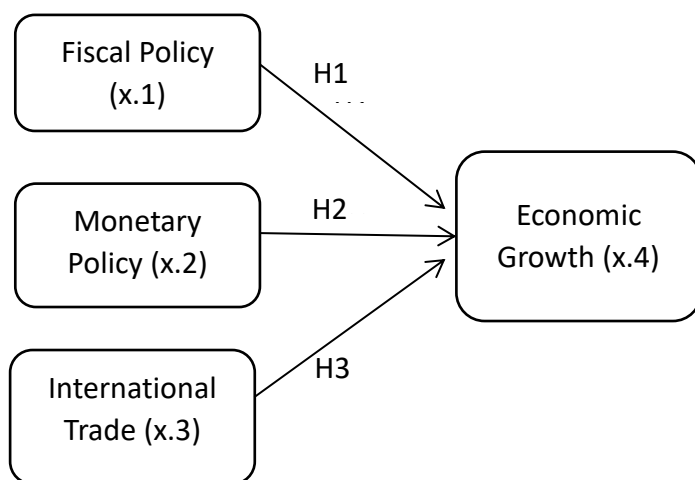 Fiscal Policy
(x.1)
H1
. . .
Monetary
Policy (x.2)
H2
Economic
Growth (x.4)
International
Trade (x.3)
H3